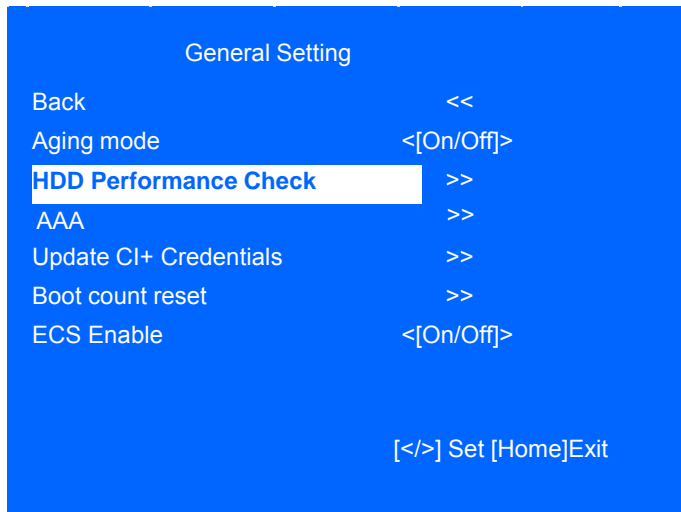 General Setting
Back <<
Aging mode <[On/Off]>
HDD Performance Check >>
AAA >>
Update CI+ Credentials >>
Boot count reset >>
ECS Enable <[On/Off]>
[</>] Set [Home]Exit